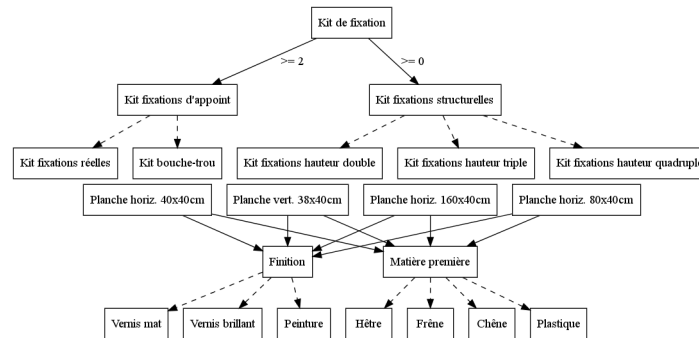 Kit de fixation
>= 2
>= 0
Kit fixations d'appoint
Kit fixations structurelles
Kit fixations réelles
Kit bouche-trou
Kit fixations hauteur double
Kit fixations hauteur triple
Kit fixations hauteur quadruple
Planche horiz. 40x40cm
Planche vert. 38x40cm
Planche horiz. 160x40cm
Planche horiz. 80x40cm
Finition
Matière première
Vernis mat
Vernis brillant
Peinture
Hêtre
Frêne
Chêne
Plastique